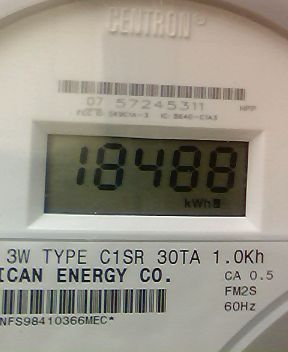 CENTRON®
07 57245311
HPP
18488
kWh
3W TYPE C1SR 30TA 1.0Kh
ICAN ENERGY CO.
CA 0.5
FM2S
60Hz
NFS98410366MEC*